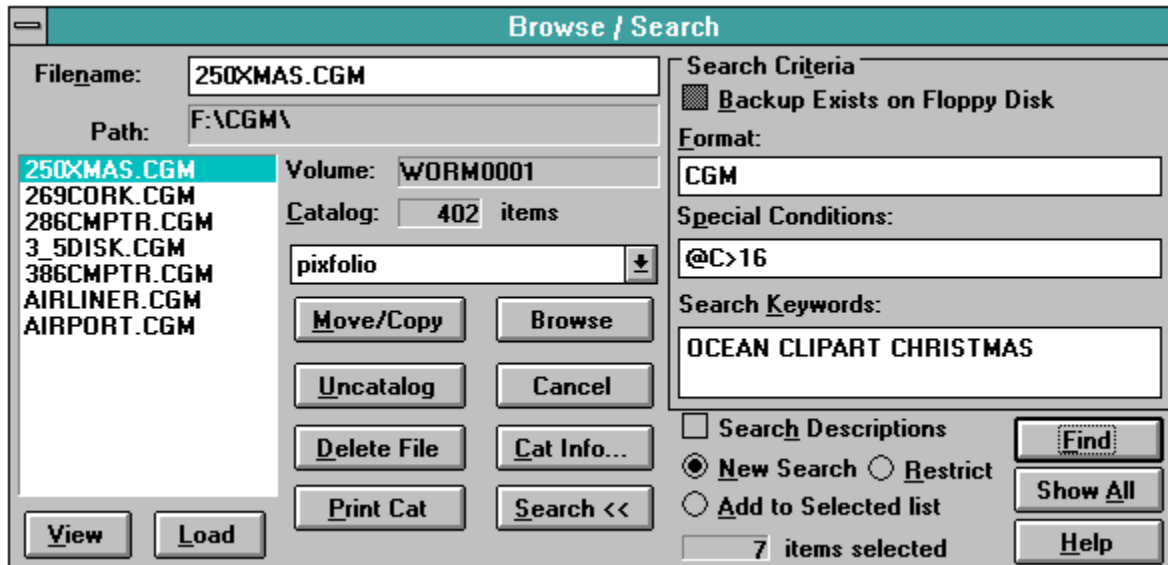 Browse / Search
Filename: 250XMAS.CGM
Path: F:\CGM\
250XMAS.CGM
269CORK.CGM
286CMPTR.CGM
3_5DISK.CGM
386CMPTR.CGM
AIRLINER.CGM
AIRPORT.CGM
View Load
Volume: WORM0001
Catalog: 402 items
pixfolio
Move/Copy Browse
Uncatalog Cancel
Delete File Cat Info...
Print Cat Search <<
Search Criteria
Backup Exists on Floppy Disk
Format:
CGM
Special Conditions:
@C>16
Search Keywords:
OCEAN CLIPART CHRISTMAS
Search Descriptions
New Search Restrict
Add to Selected list
7 items selected
Find
Show All
Help